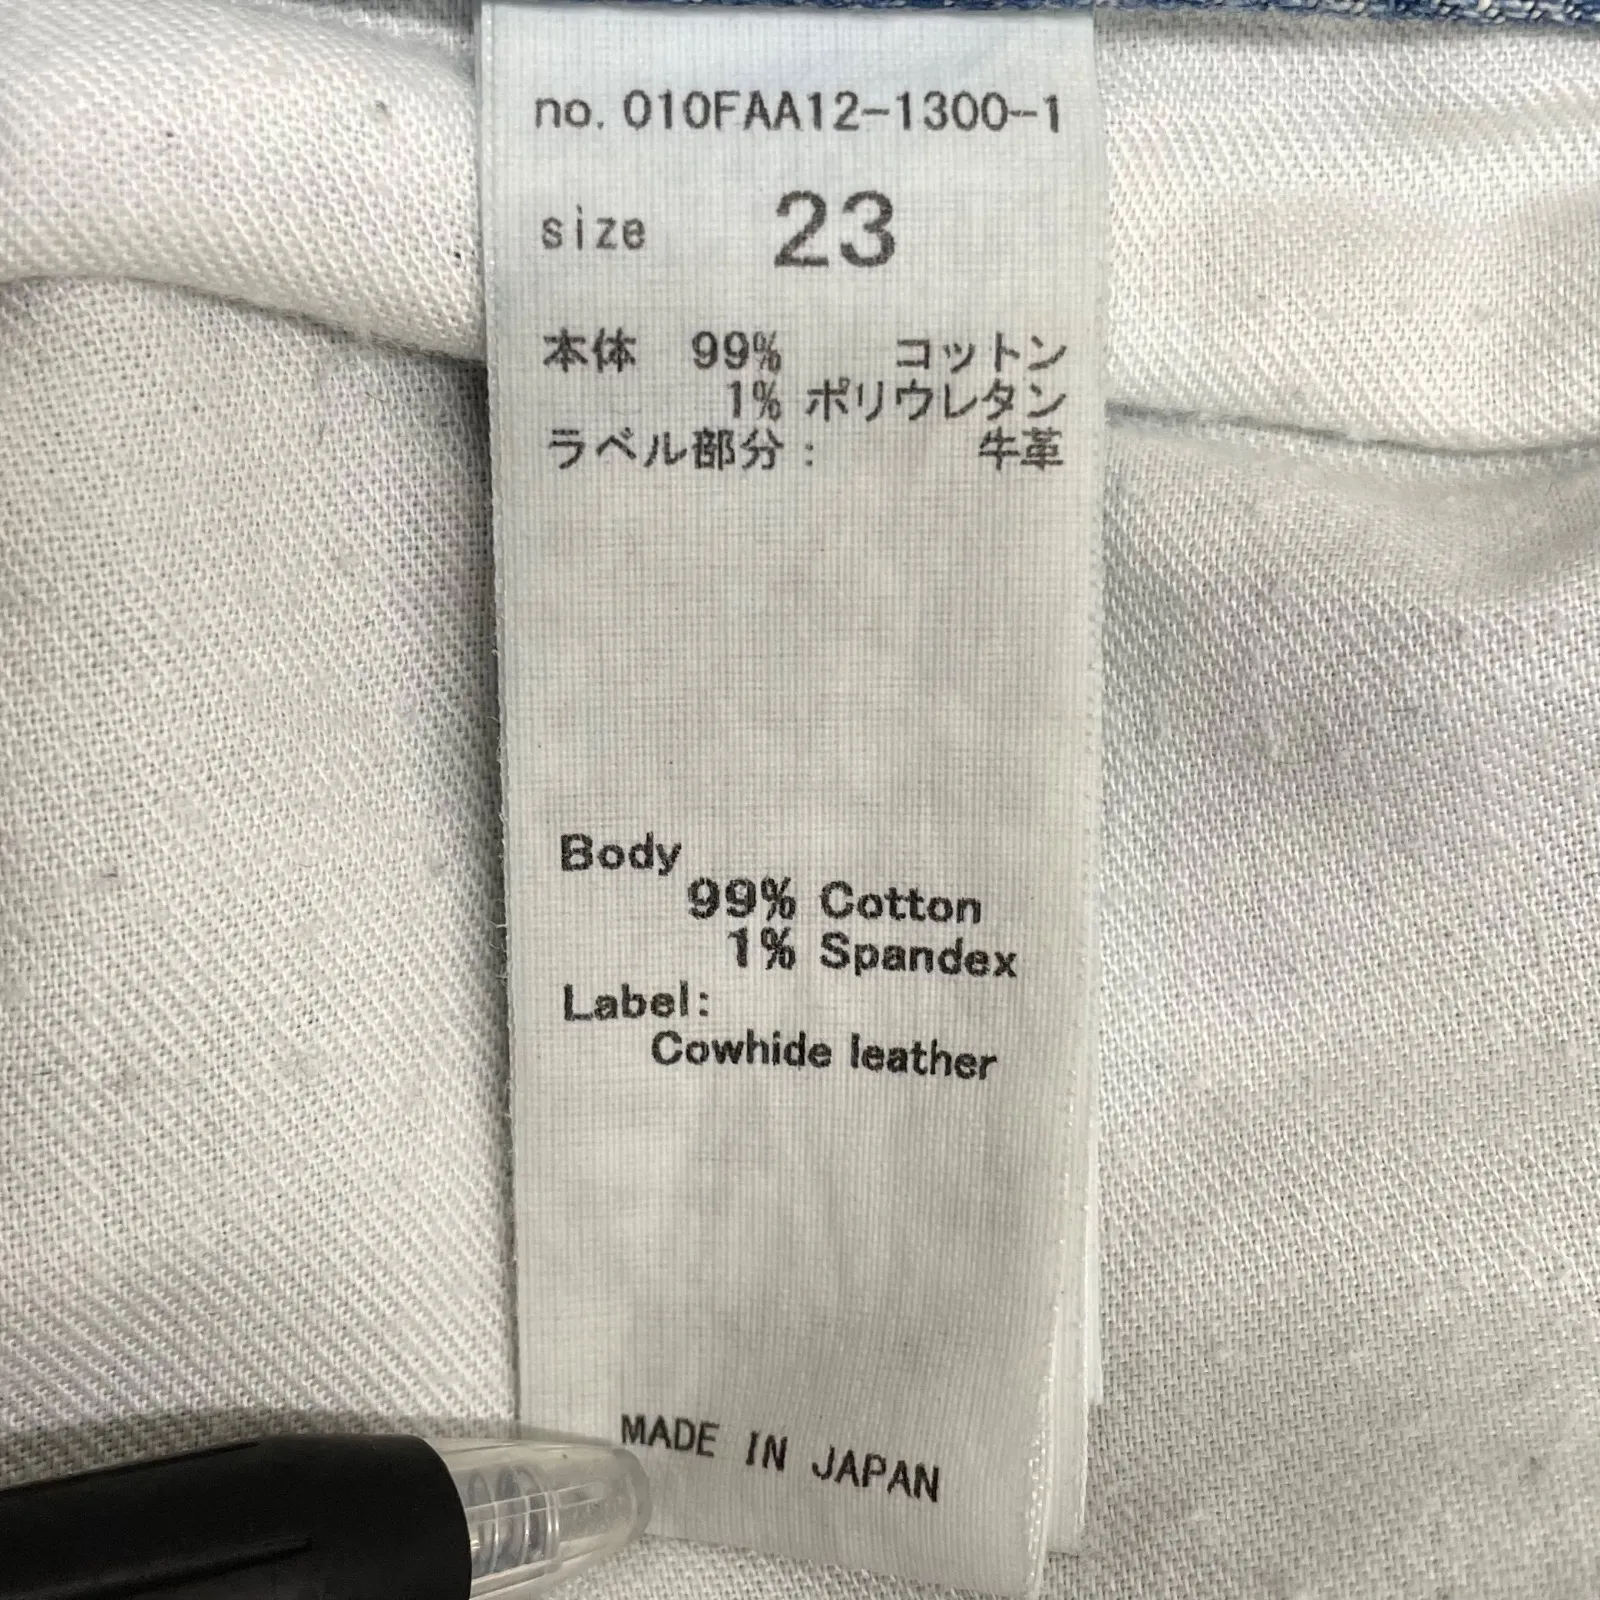 no. 010FAA12-1300-1
size 23
本体 99% コットン
1% ポリウレタン
ラベル部分: 牛革
Body
99% Cotton
1% Spandex
Label:
Cowhide leather
MADE IN JAPAN